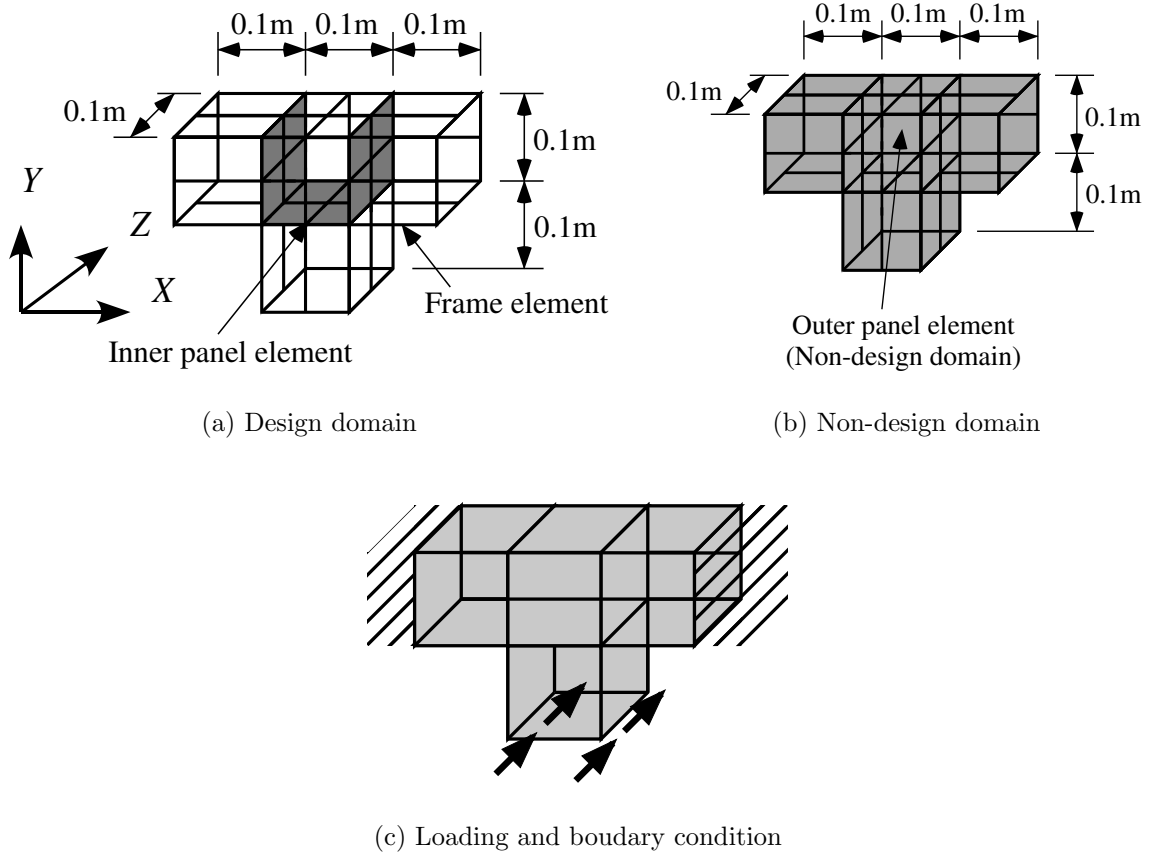 0.1m 0.1m 0.1m
0.1m
0.1m
0.1m
Y
Z
X
Frame element
Inner panel element
(a) Design domain
0.1m 0.1m 0.1m
0.1m
0.1m
0.1m
Outer panel element
(Non-design domain)
(b) Non-design domain
(c) Loading and boudary condition